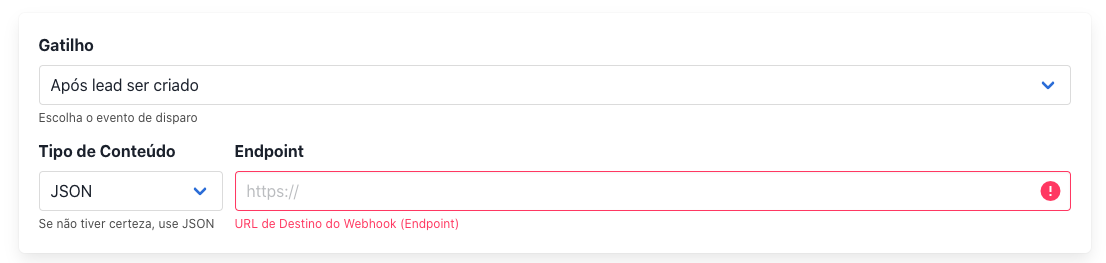 Gatilho
Após lead ser criado
Escolha o evento de disparo
Tipo de Conteúdo
Endpoint
JSON
https://
!
Se não tiver certeza, use JSON
URL de Destino do Webhook (Endpoint)